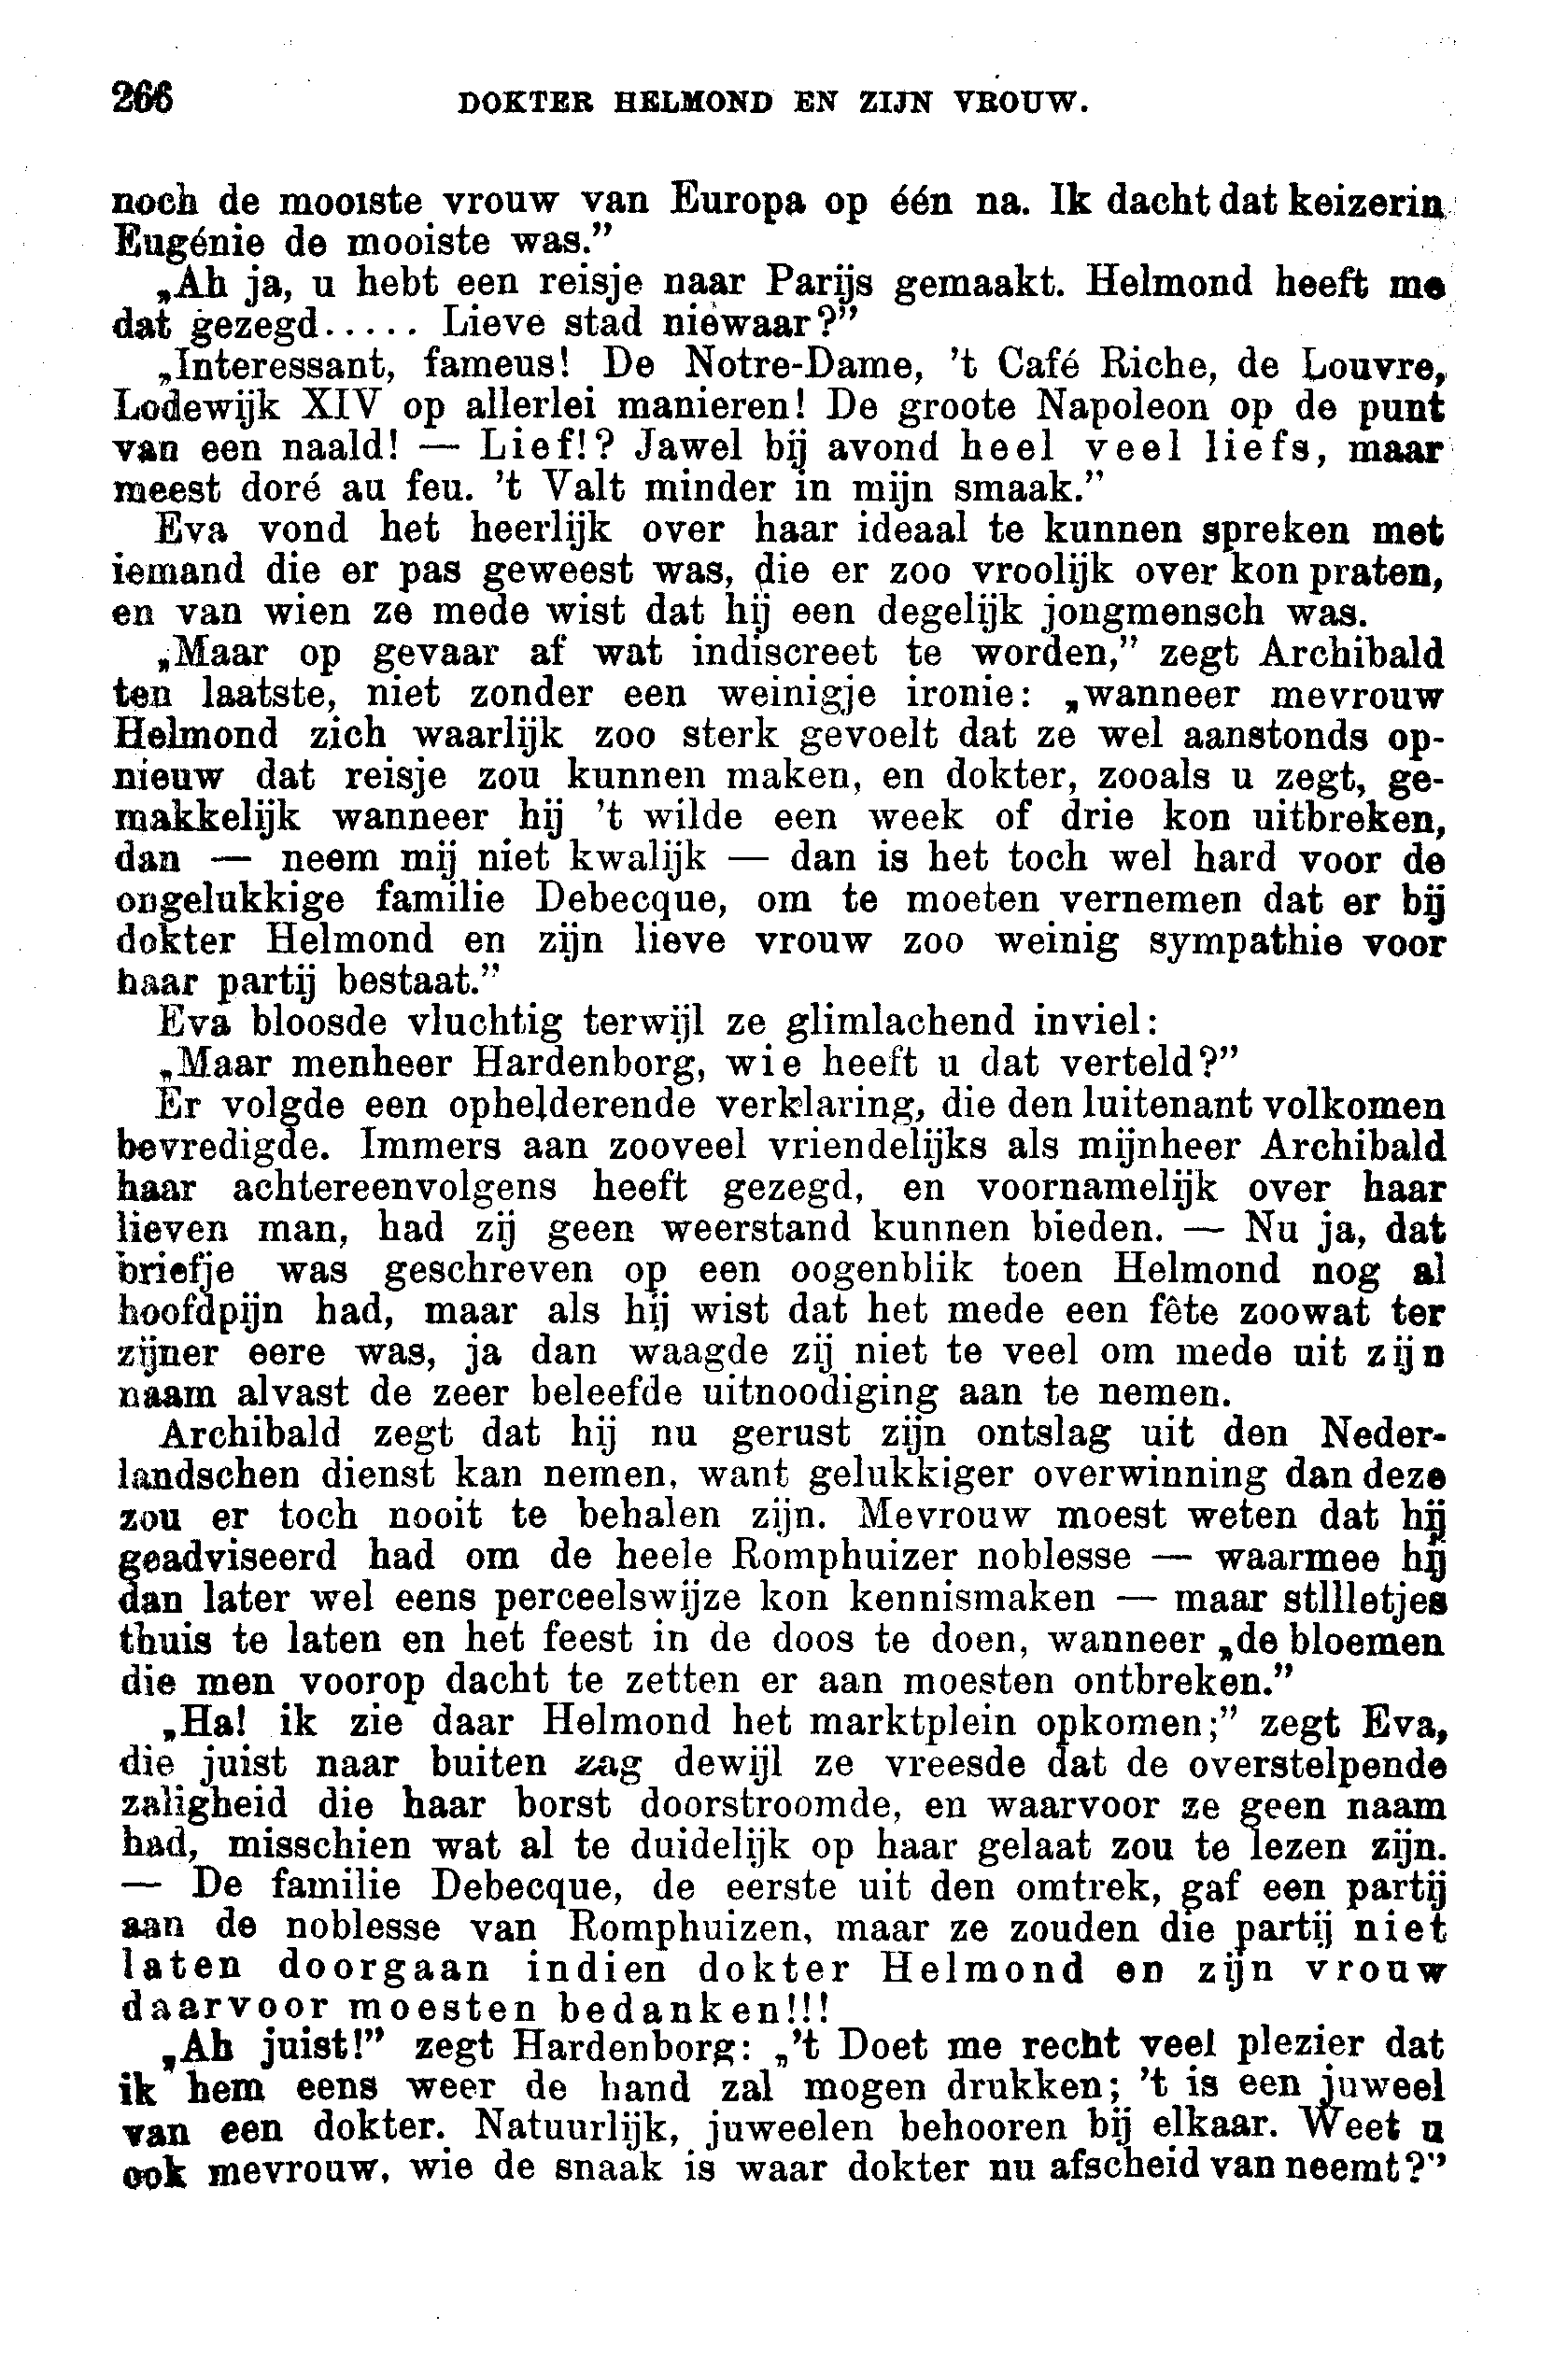 266 DOKTER HELMOND EN ZIJN VROUW.
noch de mooiste vrouw van Europa op één na. Ik dacht dat keizerin
Eugénie de mooiste was.”
„Ah ja, u hebt een reisje naar Parijs gemaakt. Helmond heeft me
dat gezegd..... Lieve stad niewaar?”
„Interessant, fameus! De Notre-Dame, 't Café Riche, de Louvre,
Lodewijk XIV op allerlei manieren! De groote Napoleon op de punt
van een naald! — Lief!? Jawel bij avond heel veel liefs, maar
meest doré au feu. 't Valt minder in mijn smaak.”
Eva vond het heerlijk over haar ideaal te kunnen spreken met
iemand die er pas geweest was, die er zoo vroolijk over kon praten,
en van wien ze mede wist dat hij een degelijk jongmensch was.
„Maar op gevaar af wat indiscreet te worden,” zegt Archibald
ten laatste, niet zonder een weinigje ironie: „wanneer mevrouw
Helmond zich waarlijk zoo sterk gevoelt dat ze wel aanstonds op-
nieuw dat reisje zou kunnen maken, en dokter, zooals u zegt, ge-
makkelijk wanneer hij 't wilde een week of drie kon uitbreken,
dan — neem mij niet kwalijk — dan is het toch wel hard voor de
ongelukkige familie Debecque, om te moeten vernemen dat er bij
dokter Helmond en zijn lieve vrouw zoo weinig sympathie voor
haar partij bestaat.”
Eva bloosde vluchtig terwijl ze glimlachend inviel:
„Maar menheer Hardenborg, wie heeft u dat verteld?”
Er volgde een ophelderende verklaring, die den luitenant volkomen
bevredigde. Immers aan zooveel vriendelijks als mijnheer Archibald
haar achtereenvolgens heeft gezegd, en voornamelijk over haar
lieven man, had zij geen weerstand kunnen bieden. — Nu ja, dat
briefje was geschreven op een oogenblik toen Helmond nog al
hoofdpijn had, maar als hij wist dat het mede een fête zoowat ter
zijner eere was, ja dan waagde zij niet te veel om mede uit zijn
naam alvast de zeer beleefde uitnoodiging aan te nemen.
Archibald zegt dat hij nu gerust zijn ontslag uit den Neder-
landschen dienst kan nemen, want gelukkiger overwinning dan deze
zou er toch nooit te behalen zijn. Mevrouw moest weten dat hij
geadviseerd had om de heele Romphuizer noblesse — waarmee hij
dan later wel eens perceelswijze kon kennismaken — maar stllletjes
thuis te laten en het feest in de doos te doen, wanneer „de bloemen
die men voorop dacht te zetten er aan moesten ontbreken.”
„Ha! ik zie daar Helmond het marktplein opkomen;” zegt Eva,
die juist naar buiten zag dewijl ze vreesde dat de overstelpende
zaligheid die haar borst doorstroomde, en waarvoor ze geen naam
had, misschien wat al te duidelijk op haar gelaat zou te lezen zijn.
— De familie Debecque, de eerste uit den omtrek, gaf een partij
aan de noblesse van Romphuizen, maar ze zouden die partij niet
laten doorgaan indien dokter Helmond en zijn vrouw
daarvoor moesten bedanken!!!
„Ah juist!” zegt Hardenborg: „'t Doet me recht veel plezier dat
ik hem eens weer de hand zal mogen drukken; 't is een juweel
van een dokter. Natuurlijk, juweelen behooren bij elkaar. Weet u
ook mevrouw, wie de snaak is waar dokter nu afscheid van neemt?”